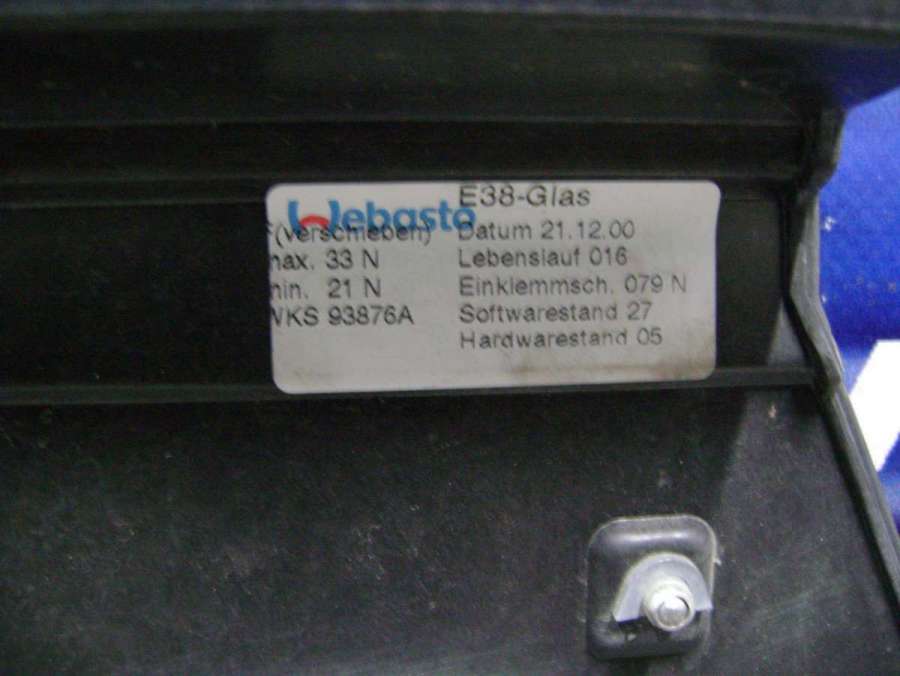 Webasto
E38-Glas
F(verschieben) Datum 21.12.00
max. 33 N Lebenslauf 016
min. 21 N Einklemmsch. 079 N
WKS 93876A Softwarestand 27
Hardwarestand 05